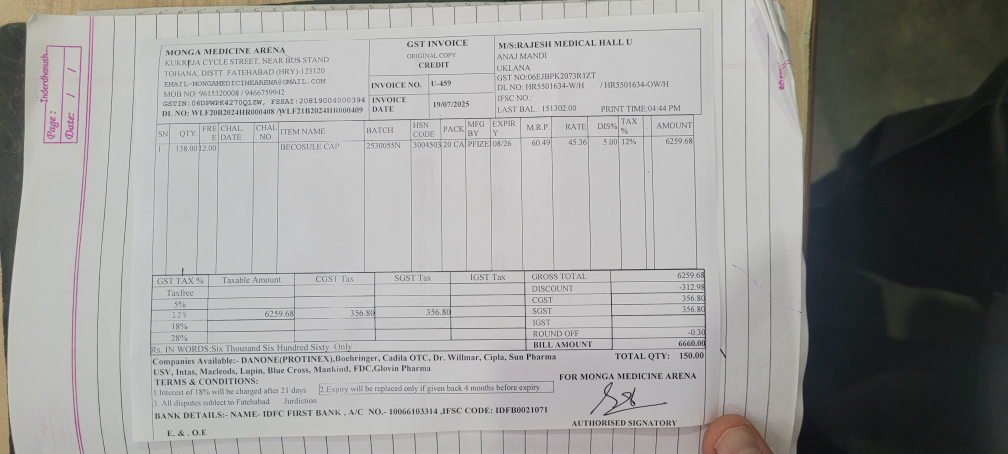 MONGA MEDICINE ARENA
KUKREJA CYCLE STREET, NEAR BUS STAND
TOHANA, DISTT. FATEHABAD (HRY)-125120
EMAIL-MONGAMEDICINEARENA@GMAIL.COM
MOB NO: 9615320008 / 9466759942
GSTIN: 06DPWPK4270Q1ZW, FSSAI: 20819004000394
DL NO: WLF20B2024HR000408 /WLF21B2024HR000409
GST INVOICE
ORIGINAL COPY
CREDIT
INVOICE NO. U-459
INVOICE DATE 19/07/2025
M/S:RAJESH MEDICAL HALL U
ANAJ MANDI
UKLANA
GST NO:06EJBPK2073R1ZT
DL NO: HR5501634-W/H / HR5501634-OW/H
IFSC NO :
LAST BAL.: 151302.00 PRINT TIME:04:44 PM
SN QTY. FREE CHAL DATE CHAL NO. ITEM NAME BATCH HSN CODE PACK MFG BY EXPIRY M.R.P. RATE DIS% TAX % AMOUNT
1 138.00 12.00 BECOSULE CAP 2530055N 3004503 20 CA PFIZE 08/26 60.49 45.36 5.00 12% 6259.68
GST TAX % Taxable Amount CGST Tax SGST Tax IGST Tax
Taxfree
5%
12% 6259.68 356.80 356.80
18%
28%
GROSS TOTAL 6259.68
DISCOUNT -312.98
CGST 356.80
SGST 356.80
IGST
ROUND OFF -0.30
BILL AMOUNT 6660.00
Rs. IN WORDS:Six Thousand Six Hundred Sixty Only
Companies Available:- DANONE(PROTINEX),Boehringer, Cadila OTC, Dr. Willmar, Cipla, Sun Pharma
USV, Intas, Macleods, Lupin, Blue Cross, Mankind, FDC,Glovin Pharma
TOTAL QTY: 150.00
TERMS & CONDITIONS:
1.Interest of 18% will be charged after 21 days 2.Expiry will be replaced only if given back 4 months before expiry.
3. All disputes subject to Fatehabad Jurdiction
BANK DETAILS:- NAME- IDFC FIRST BANK , A/C NO.- 10066103314 ,IFSC CODE: IDFB0021071
FOR MONGA MEDICINE ARENA
AUTHORISED SIGNATORY
E. & .O.E
Inderdhanush
Page:
Date: / /